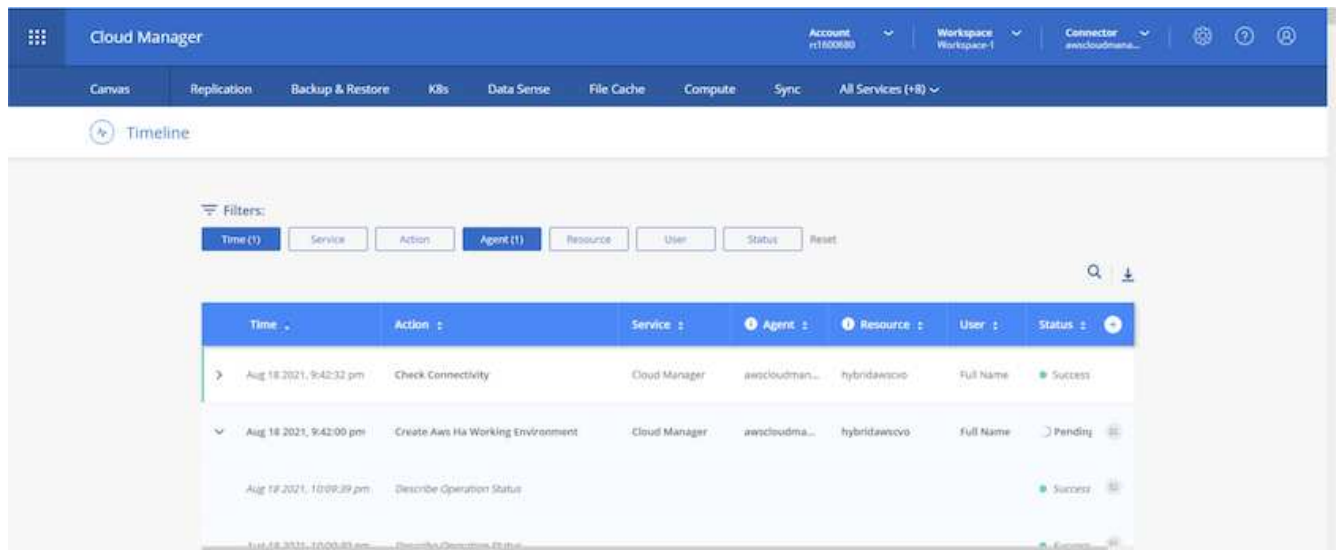 Cloud Manager
Account
Workspace
Connector
Workspace-1
awscloudmana...
Canvas Replication Backup & Restore K8s Data Sense File Cache Compute Sync All Services (+8)
Timeline
Filters:
Time (1) Service Action Agent (1) Resource User Status Reset
Time Action Service Agent Resource User Status
Aug 18 2021, 9:42:32 pm Check Connectivity Cloud Manager awscloudman... hybridawscvo Full Name Success
Aug 18 2021, 9:42:00 pm Create Aws Ha Working Environment Cloud Manager awscloudma... hybridawscvo Full Name Pending
Aug 18 2021, 10:09:39 pm Describe Operation Status Success